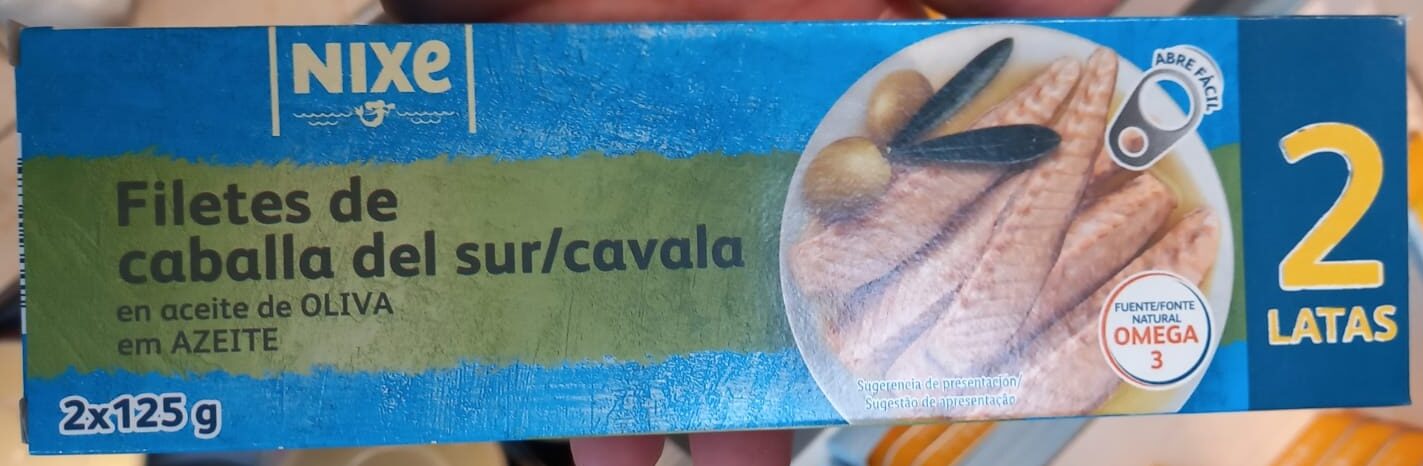 NIXe
Filetes de
caballa del sur/cavala
en aceite de OLIVA
em AZEITE
2x125 g
ABRE FÁCIL
FUENTE/FONTE
NATURAL
OMEGA
3
Sugerencia de presentación/
Sugestão de apresentação
2
LATAS